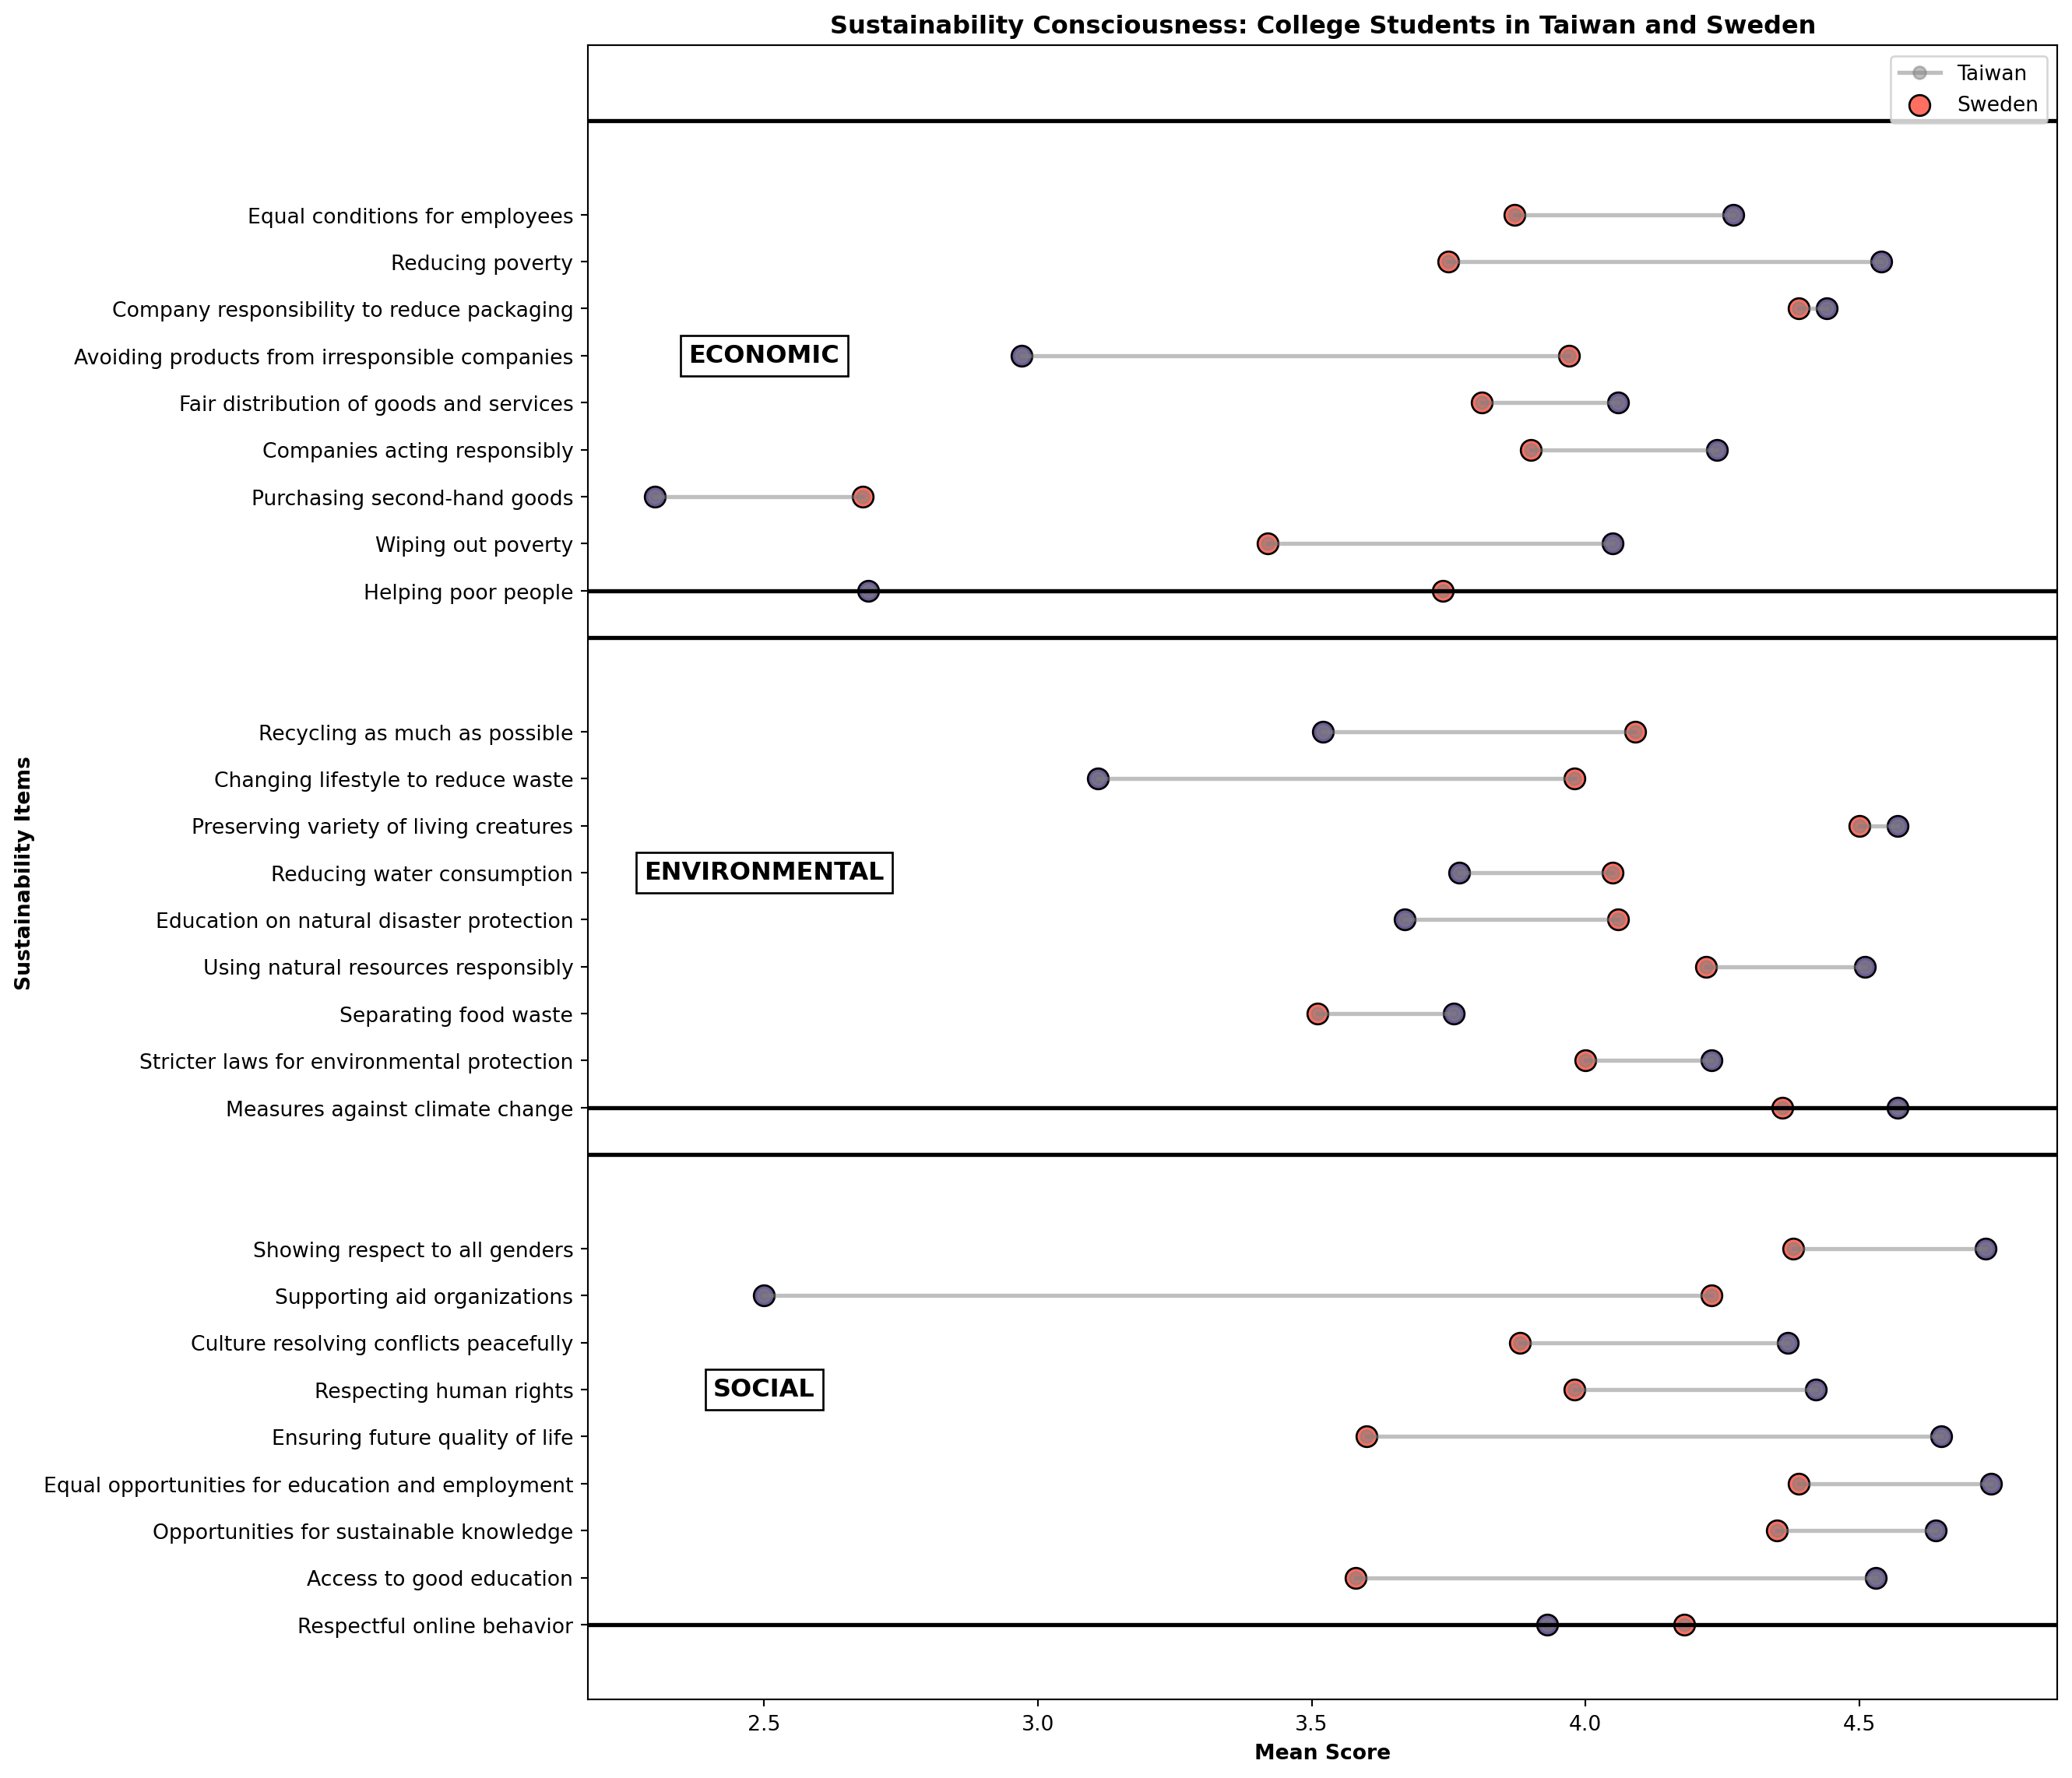 Sustainability Consciousness: College Students in Taiwan and Sweden
Taiwan
Sweden
Equal conditions for employees
Reducing poverty
Company responsibility to reduce packaging
Avoiding products from irresponsible companies
ECONOMIC
Fair distribution of goods and services
Companies acting responsibly
Purchasing second-hand goods
Wiping out poverty
Helping poor people
Recycling as much as possible
Changing lifestyle to reduce waste
Preserving variety of living creatures
Reducing water consumption
ENVIRONMENTAL
Education on natural disaster protection
Using natural resources responsibly
Separating food waste
Stricter laws for environmental protection
Measures against climate change
Showing respect to all genders
Supporting aid organizations
Culture resolving conflicts peacefully
Respecting human rights
SOCIAL
Ensuring future quality of life
Equal opportunities for education and employment
Opportunities for sustainable knowledge
Access to good education
Respectful online behavior
Sustainability Items
2.5 3.0 3.5 4.0 4.5
Mean Score